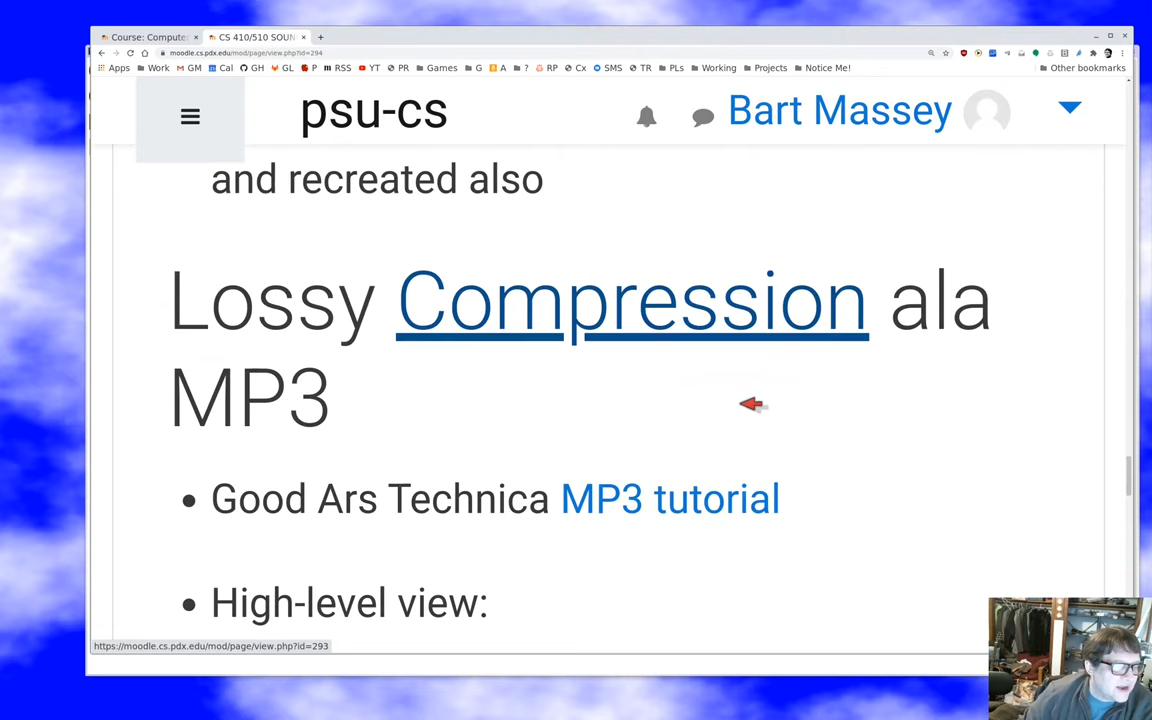 Course: Compute
CS 410/510 SOUN
moodle.cs.pdx.edu/mod/page/view.php?id=294
Apps Work GM Cal GH GL P RSS YT PR Games G A ? RP Cx SMS TR PLs Working Projects Notice Me! Other bookmarks
psu-cs
Bart Massey
and recreated also
Lossy Compression ala
MP3
• Good Ars Technica MP3 tutorial
• High-level view:
https://moodle.cs.pdx.edu/mod/page/view.php?id=293